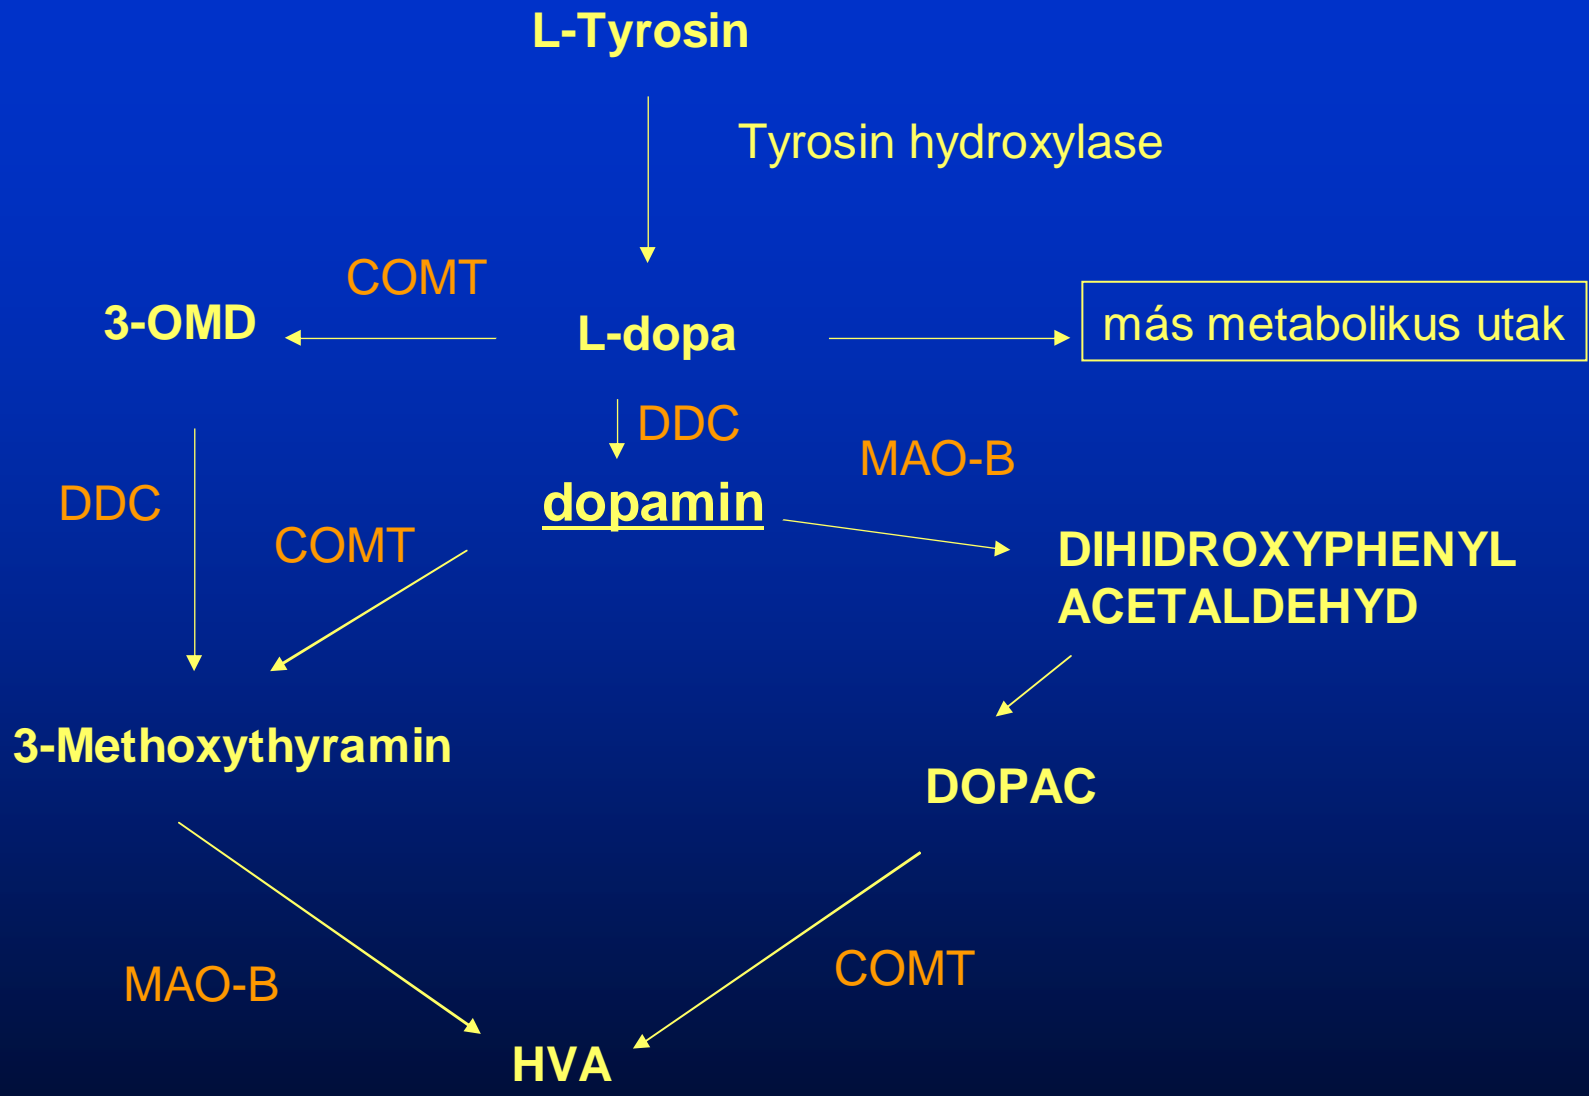 L-Tyrosin
Tyrosin hydroxylase
COMT
3-OMD
L-dopa
más metabolikus utak
DDC
MAO-B
DDC
dopamin
COMT
DIHIDROXYPHENYL
ACETALDEHYD
3-Methoxythyramin
DOPAC
MAO-B
COMT
HVA